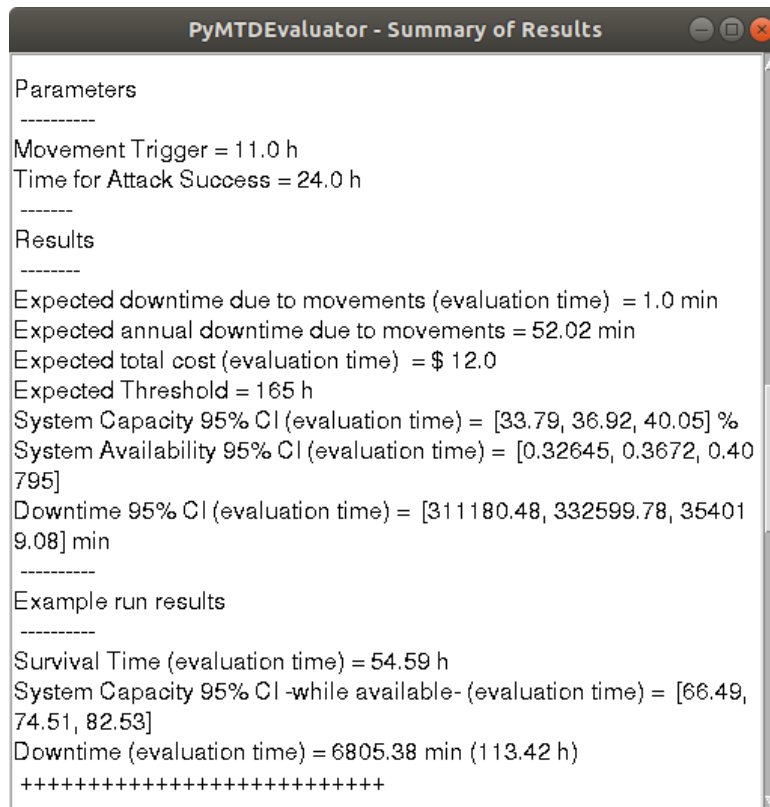 PyMTDEvaluator - Summary of Results
Parameters
----------
Movement Trigger = 11.0 h
Time for Attack Success = 24.0 h
-------
Results
--------
Expected downtime due to movements (evaluation time)  = 1.0 min
Expected annual downtime due to movements = 52.02 min
Expected total cost (evaluation time)  = $ 12.0
Expected Threshold = 165 h
System Capacity 95% CI (evaluation time) =  [33.79, 36.92, 40.05] %
System Availability 95% CI (evaluation time) =  [0.32645, 0.3672, 0.40
795]
Downtime 95% CI (evaluation time) =  [311180.48, 332599.78, 35401
9.08] min
----------
Example run results
----------
Survival Time (evaluation time) = 54.59 h
System Capacity 95% CI -while available- (evaluation time) =  [66.49,
74.51, 82.53]
Downtime (evaluation time) = 6805.38 min (113.42 h)
+++++++++++++++++++++++++++